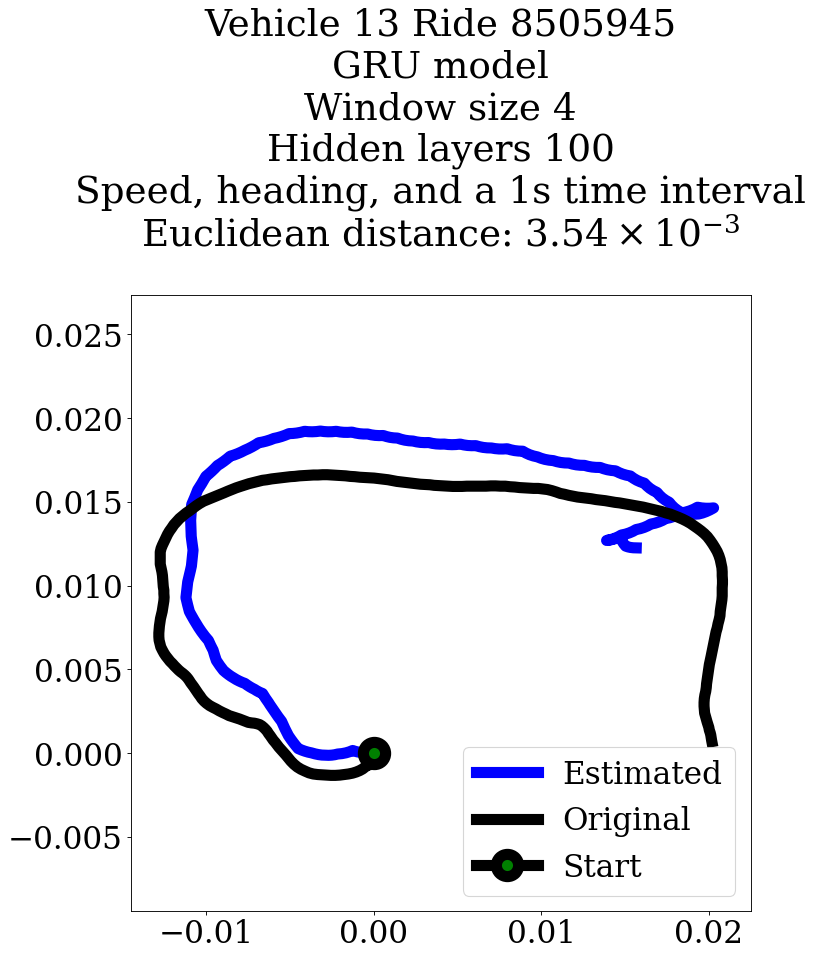 Vehicle 13 Ride 8505945
GRU model
Window size 4
Hidden layers 100
Speed, heading, and a 1s time interval
Euclidean distance: 3.54 × 10⁻³
0.025
0.020
0.015
0.010
0.005
0.000
−0.005
Estimated
Original
Start
−0.01 0.00 0.01 0.02